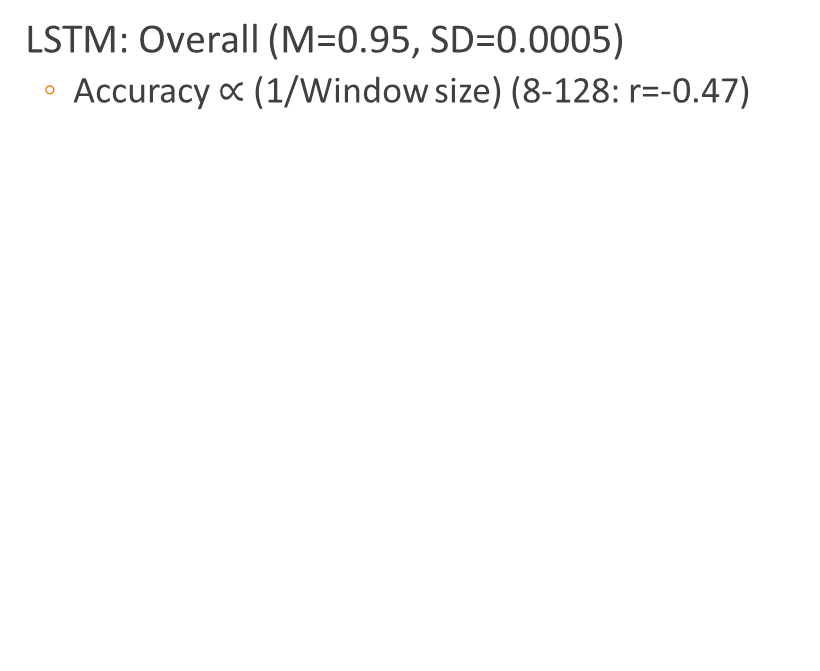 LSTM: Overall (M=0.95, SD=0.0005)
◦ Accuracy ∝ (1/Window size) (8-128: r=-0.47)